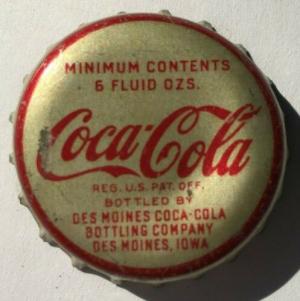 MINIMUM CONTENTS
6 FLUID OZS.
Coca-Cola
REG. U.S. PAT. OFF.
BOTTLED BY
DES MOINES COCA-COLA
BOTTLING COMPANY
DES MOINES, IOWA